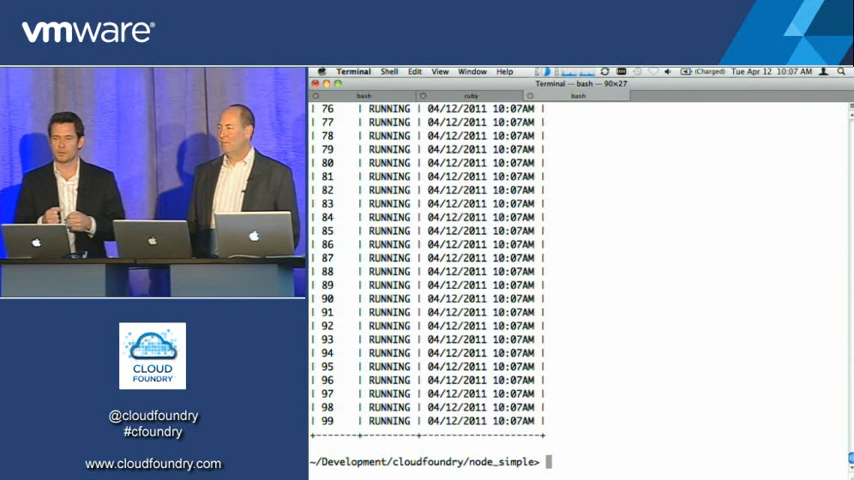 vmware
Terminal Shell Edit View Window Help (Charged) Tue Apr 12 10:07 AM
Terminal — bash — 90×27
bash ruby bash
| 76 | RUNNING | 04/12/2011 10:07AM |
| 77 | RUNNING | 04/12/2011 10:07AM |
| 78 | RUNNING | 04/12/2011 10:07AM |
| 79 | RUNNING | 04/12/2011 10:07AM |
| 80 | RUNNING | 04/12/2011 10:07AM |
| 81 | RUNNING | 04/12/2011 10:07AM |
| 82 | RUNNING | 04/12/2011 10:07AM |
| 83 | RUNNING | 04/12/2011 10:07AM |
| 84 | RUNNING | 04/12/2011 10:07AM |
| 85 | RUNNING | 04/12/2011 10:07AM |
| 86 | RUNNING | 04/12/2011 10:07AM |
| 87 | RUNNING | 04/12/2011 10:07AM |
| 88 | RUNNING | 04/12/2011 10:07AM |
| 89 | RUNNING | 04/12/2011 10:07AM |
| 90 | RUNNING | 04/12/2011 10:07AM |
| 91 | RUNNING | 04/12/2011 10:07AM |
| 92 | RUNNING | 04/12/2011 10:07AM |
| 93 | RUNNING | 04/12/2011 10:07AM |
| 94 | RUNNING | 04/12/2011 10:07AM |
| 95 | RUNNING | 04/12/2011 10:07AM |
| 96 | RUNNING | 04/12/2011 10:07AM |
| 97 | RUNNING | 04/12/2011 10:07AM |
| 98 | RUNNING | 04/12/2011 10:07AM |
| 99 | RUNNING | 04/12/2011 10:07AM |
+-------+---------+--------------------+
~/Development/cloudfoundry/node_simple>
CLOUD
FOUNDRY
@cloudfoundry
#cfoundry
www.cloudfoundry.com